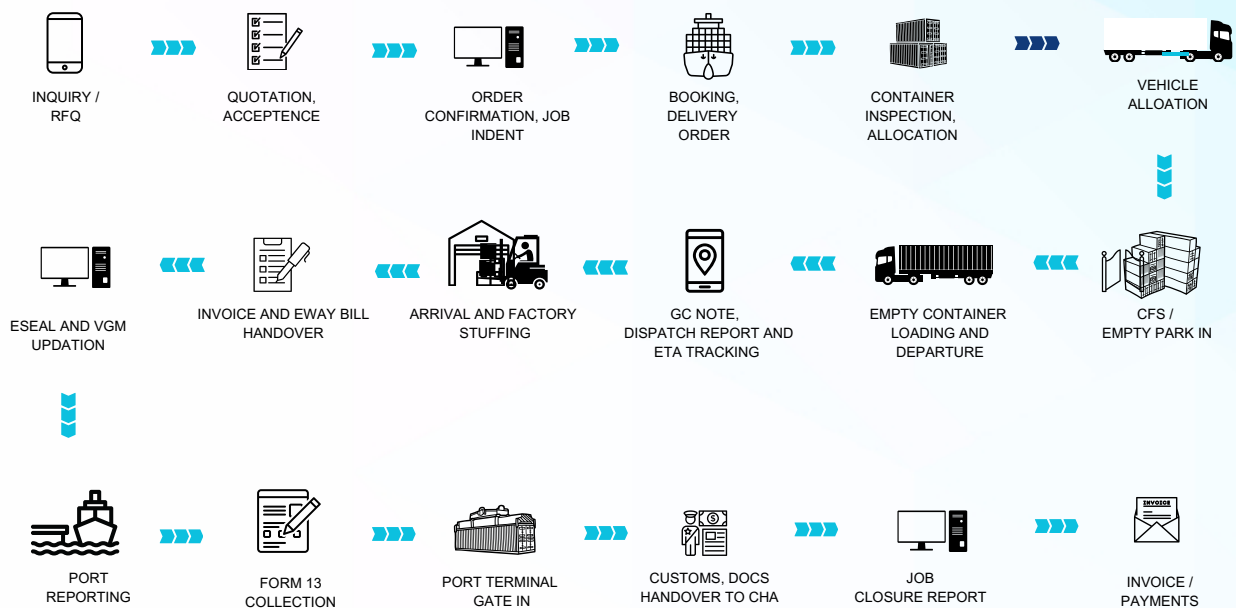 INQUIRY /
RFQ
QUOTATION,
ACCEPTENCE
ORDER
CONFIRMATION, JOB
INDENT
BOOKING,
DELIVERY
ORDER
CONTAINER
INSPECTION,
ALLOCATION
VEHICLE
ALLOATION
ESEAL AND VGM
UPDATION
INVOICE AND EWAY BILL
HANDOVER
ARRIVAL AND FACTORY
STUFFING
GC NOTE,
DISPATCH REPORT AND
ETA TRACKING
EMPTY CONTAINER
LOADING AND
DEPARTURE
CFS /
EMPTY PARK IN
PORT
REPORTING
FORM 13
COLLECTION
PORT TERMINAL
GATE IN
CUSTOMS, DOCS
HANDOVER TO CHA
JOB
CLOSURE REPORT
INVOICE
INVOICE /
PAYMENTS